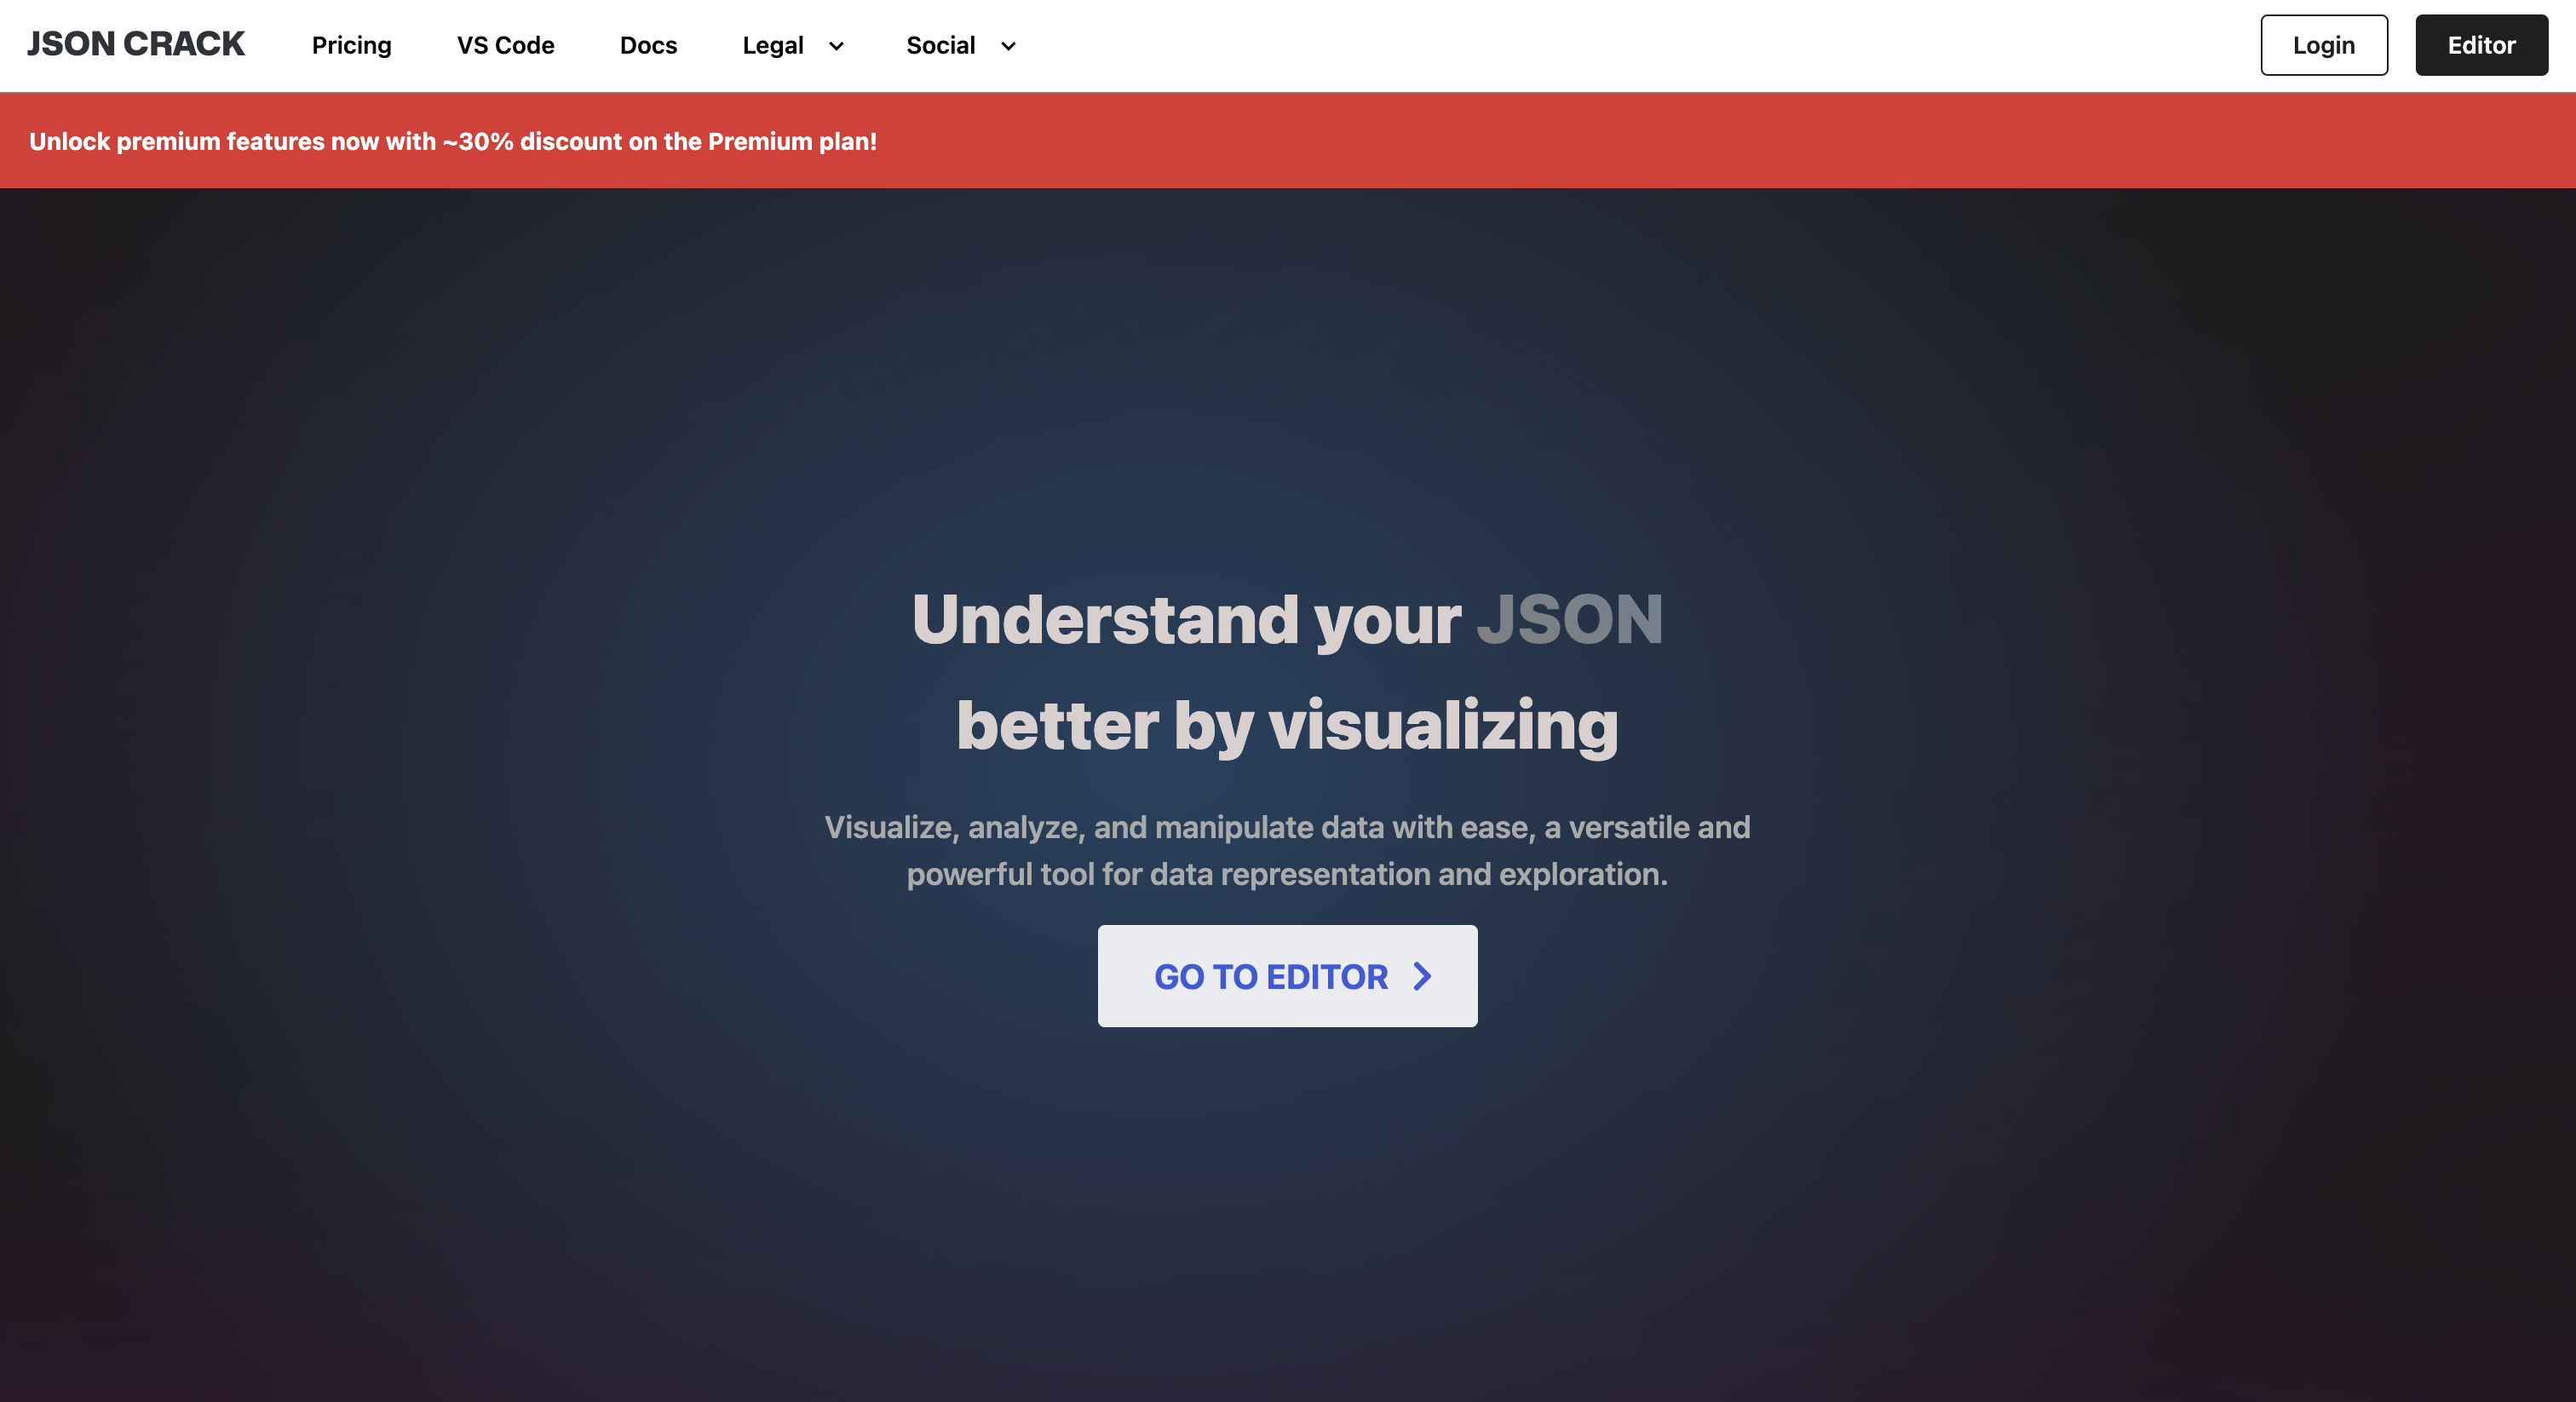 JSON CRACK
Pricing
VS Code
Docs
Legal
Social
Login
Editor
Unlock premium features now with ~30% discount on the Premium plan!
Understand your JSON
better by visualizing
Visualize, analyze, and manipulate data with ease, a versatile and
powerful tool for data representation and exploration.
GO TO EDITOR